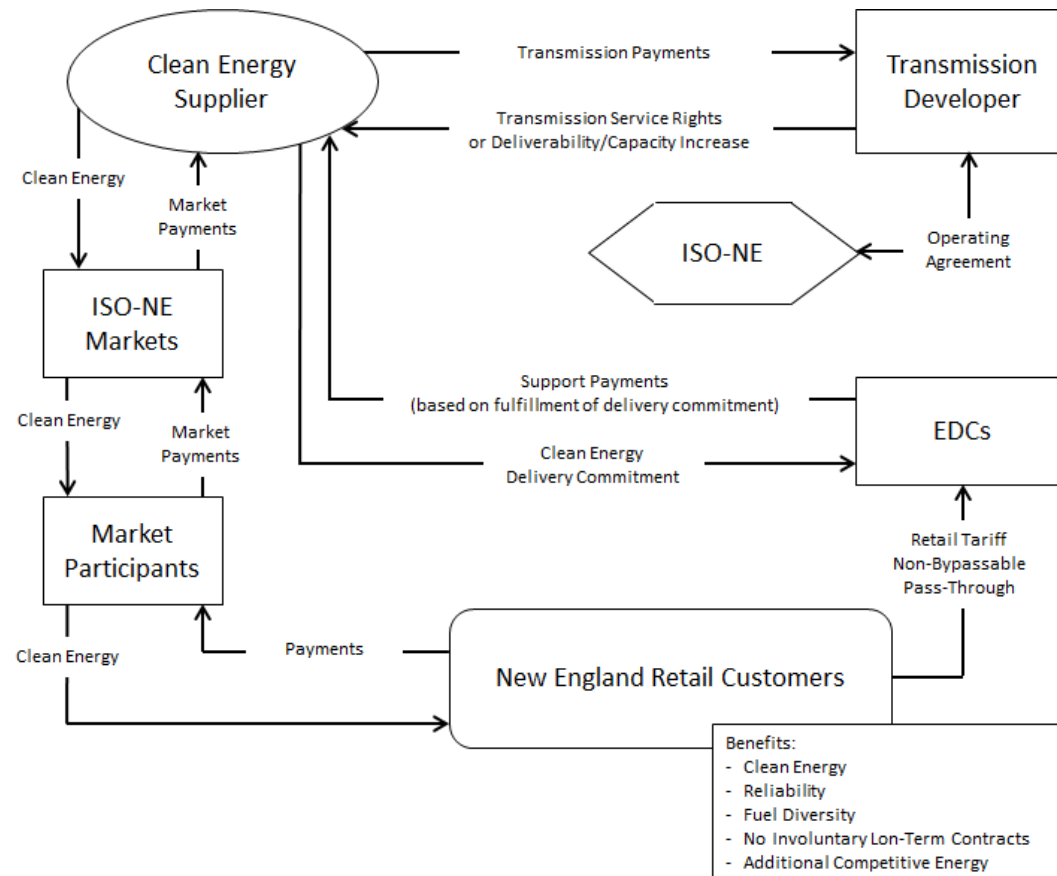 Clean Energy
Supplier
Transmission Payments
Transmission
Developer
Transmission Service Rights
or Deliverability/Capacity Increase
Clean Energy
Market
Payments
ISO-NE
Operating
Agreement
ISO-NE
Markets
Support Payments
(based on fulfillment of delivery commitment)
EDCs
Clean Energy
Market
Payments
Clean Energy
Delivery Commitment
Market
Participants
Retail Tariff
Non-Bypassable
Pass-Through
Clean Energy
Payments
New England Retail Customers
Benefits:
- Clean Energy
- Reliability
- Fuel Diversity
- No Involuntary Lon-Term Contracts
- Additional Competitive Energy